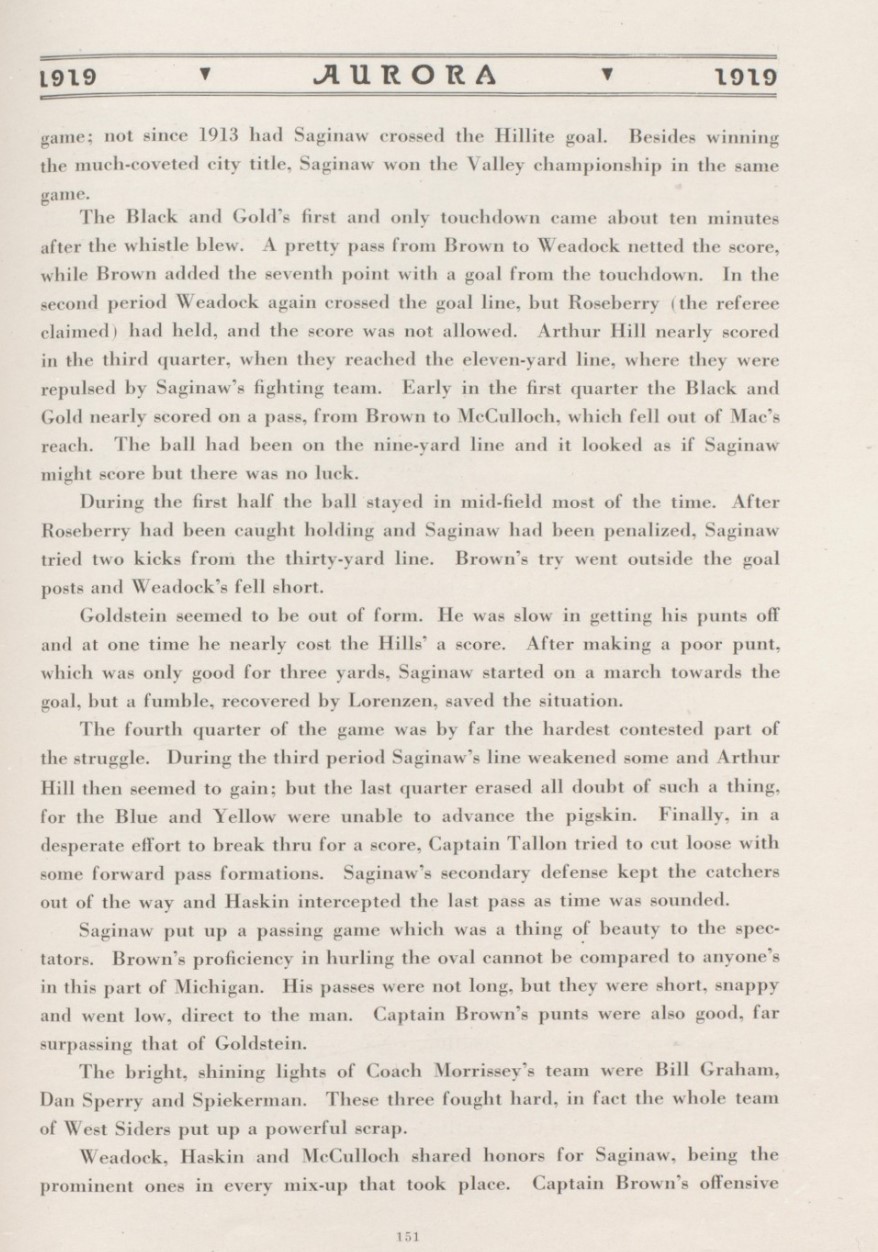 1919 ▼ AURORA ▼ 1919
game; not since 1913 had Saginaw crossed the Hillite goal. Besides winning
the much-coveted city title, Saginaw won the Valley championship in the same
game.
The Black and Gold's first and only touchdown came about ten minutes
after the whistle blew. A pretty pass from Brown to Weadock netted the score,
while Brown added the seventh point with a goal from the touchdown. In the
second period Weadock again crossed the goal line, but Roseberry (the referee
claimed) had held, and the score was not allowed. Arthur Hill nearly scored
in the third quarter, when they reached the eleven-yard line, where they were
repulsed by Saginaw's fighting team. Early in the first quarter the Black and
Gold nearly scored on a pass, from Brown to McCulloch, which fell out of Mac's
reach. The ball had been on the nine-yard line and it looked as if Saginaw
might score but there was no luck.
During the first half the ball stayed in mid-field most of the time. After
Roseberry had been caught holding and Saginaw had been penalized, Saginaw
tried two kicks from the thirty-yard line. Brown's try went outside the goal
posts and Weadock's fell short.
Goldstein seemed to be out of form. He was slow in getting his punts off
and at one time he nearly cost the Hills' a score. After making a poor punt,
which was only good for three yards, Saginaw started on a march towards the
goal, but a fumble, recovered by Lorenzen, saved the situation.
The fourth quarter of the game was by far the hardest contested part of
the struggle. During the third period Saginaw's line weakened some and Arthur
Hill then seemed to gain; but the last quarter erased all doubt of such a thing,
for the Blue and Yellow were unable to advance the pigskin. Finally, in a
desperate effort to break thru for a score, Captain Tallon tried to cut loose with
some forward pass formations. Saginaw's secondary defense kept the catchers
out of the way and Haskin intercepted the last pass as time was sounded.
Saginaw put up a passing game which was a thing of beauty to the spec-
tators. Brown's proficiency in hurling the oval cannot be compared to anyone's
in this part of Michigan. His passes were not long, but they were short, snappy
and went low, direct to the man. Captain Brown's punts were also good, far
surpassing that of Goldstein.
The bright, shining lights of Coach Morrissey's team were Bill Graham,
Dan Sperry and Spiekerman. These three fought hard, in fact the whole team
of West Siders put up a powerful scrap.
Weadock, Haskin and McCulloch shared honors for Saginaw, being the
prominent ones in every mix-up that took place. Captain Brown's offensive
151